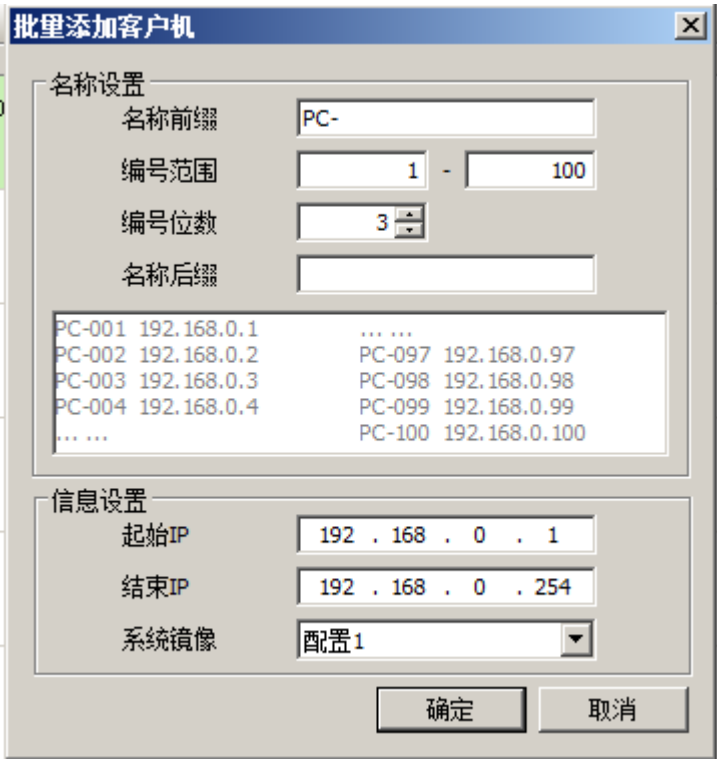 批里添加客户机
名称设置
名称前缀 PC-
编号范围 1 - 100
编号位数 3
名称后缀
PC-001 192.168.0.1 ... ...
PC-002 192.168.0.2 PC-097 192.168.0.97
PC-003 192.168.0.3 PC-098 192.168.0.98
PC-004 192.168.0.4 PC-099 192.168.0.99
... ... PC-100 192.168.0.100
信息设置
起始IP 192 . 168 . 0 . 1
结束IP 192 . 168 . 0 . 254
系统镜像 配置1
确定 取消